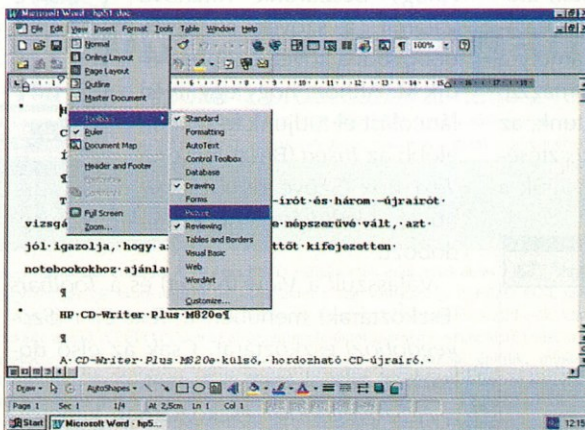 Microsoft Word - hp51.doc
File Edit View Insert Format Tools Table Window Help
100%
Normal
Online Layout
Page Layout
Outline
Master Document
Toolbars
Ruler
Document Map
Header and Footer
Full Screen
Zoom...
Standard
Formatting
AutoText
Control Toolbox
Database
Drawing
Forms
Picture
Reviewing
Tables and Borders
Visual Basic
Web
WordArt
Customize...
-írót·és·három·-újraírót
vizsgá népszerűvé·vált,·azt
jól·igazolja,·hogy· ttöt·kifejezetten
notebookokhoz·ajánla
¶
HP·CD-Writer·Plus·M820e¶
¶
A·CD-Writer·Plus·M820e·külső,·hordozható·CD-újraíró.·
Draw AutoShapes
Page 1 Sec 1 1/4 At 2,5cm Ln 1 Col 1
Start Microsoft Word - hp5...